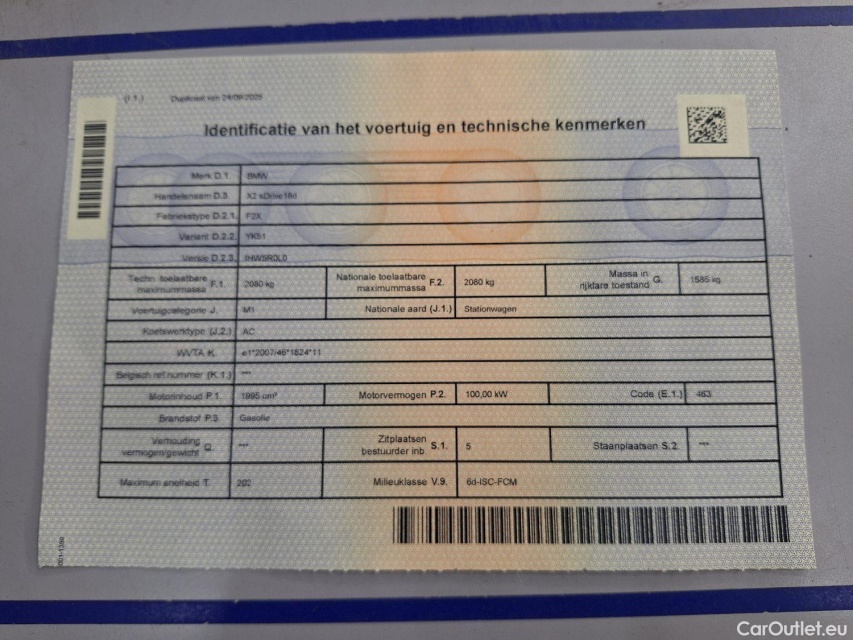 (I.1.) Duplicaat van 24/09/2025
Identificatie van het voertuig en technische kenmerken
Merk D.1. BMW
Handelsnaam D.3. X2 sDrive18d
Fabriekstype D.2.1. F2X
Variant D.2.2. YK51
Versie D.2.3.
Techn. toelaatbare maximummassa F.1. 2080 kg Nationale toelaatbare maximummassa F.2. 2080 kg Massa in rijklare toestand G. 1585 kg
Voertuigcategorie J. M1 Nationale aard (J.1.) Stationwagen
Koetswerktype (J.2.) AC
WVTA K. e1*2007/46*1824*11
Belgisch ref.nummer (K.1.) ***
Motorinhoud P.1. 1995 cm³ Motorvermogen P.2. 100,00 kW Code (E.1.) 463
Brandstof P.3. Gasolie
Verhouding vermogen/gewicht Q. *** Zitplaatsen bestuurder inb. S.1. 5 Staanplaatsen S.2. ***
Maximum snelheid T. 202 Milieuklasse V.9. 6d-ISC-FCM
CarOutlet.eu